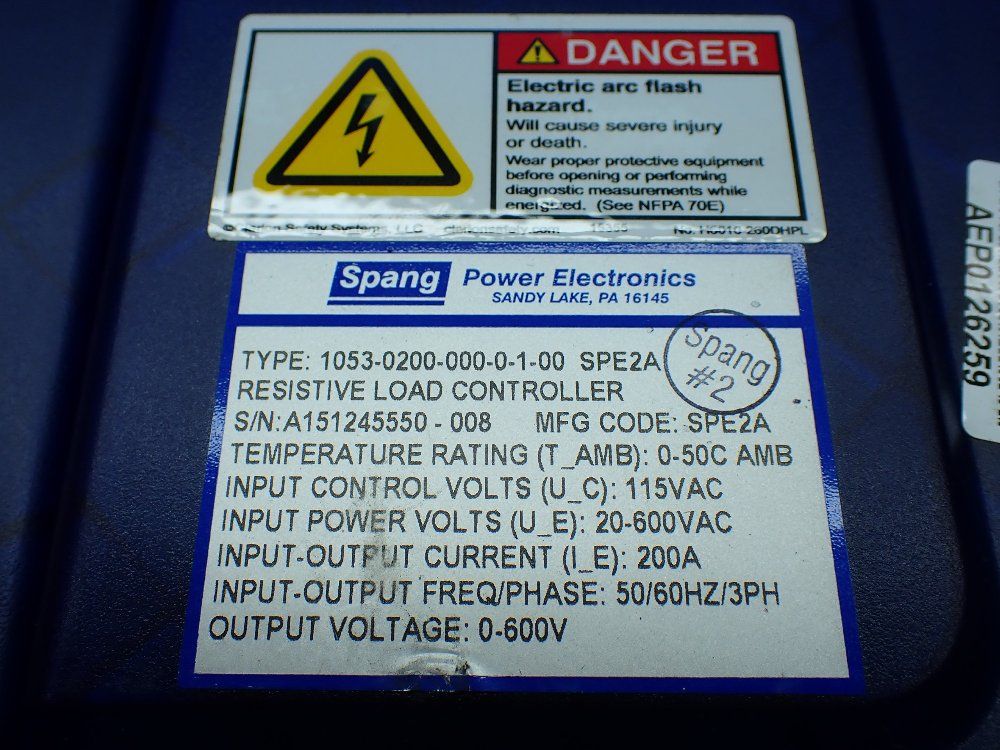 DANGER
Electric arc flash
hazard.
Will cause severe injury
or death.
Wear proper protective equipment
before opening or performing
diagnostic measurements while
energized. (See NFPA 70E)
Safety Systems, LLC
Spang Power Electronics
SANDY LAKE, PA 16145
TYPE: 1053-0200-000-0-1-00 SPE2A
Spang
#2
RESISTIVE LOAD CONTROLLER
S/N:A151245550 - 008 MFG CODE: SPE2A
TEMPERATURE RATING (T_AMB): 0-50C AMB
INPUT CONTROL VOLTS (U_C): 115VAC
INPUT POWER VOLTS (U_E): 20-600VAC
INPUT-OUTPUT CURRENT (I_E): 200A
INPUT-OUTPUT FREQ/PHASE: 50/60HZ/3PH
OUTPUT VOLTAGE: 0-600V
AEP0126259